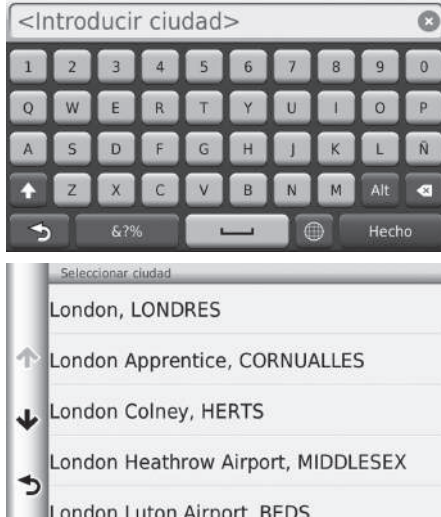 <Introducir ciudad>
1 2 3 4 5 6 7 8 9 0
Q W E R T Y U I O P
A S D F G H J K L Ñ
Z X C V B N M Alt
&?% Hecho
Seleccionar ciudad
London, LONDRES
London Apprentice, CORNUALLES
London Colney, HERTS
London Heathrow Airport, MIDDLESEX
London Luton Airport, BEDS